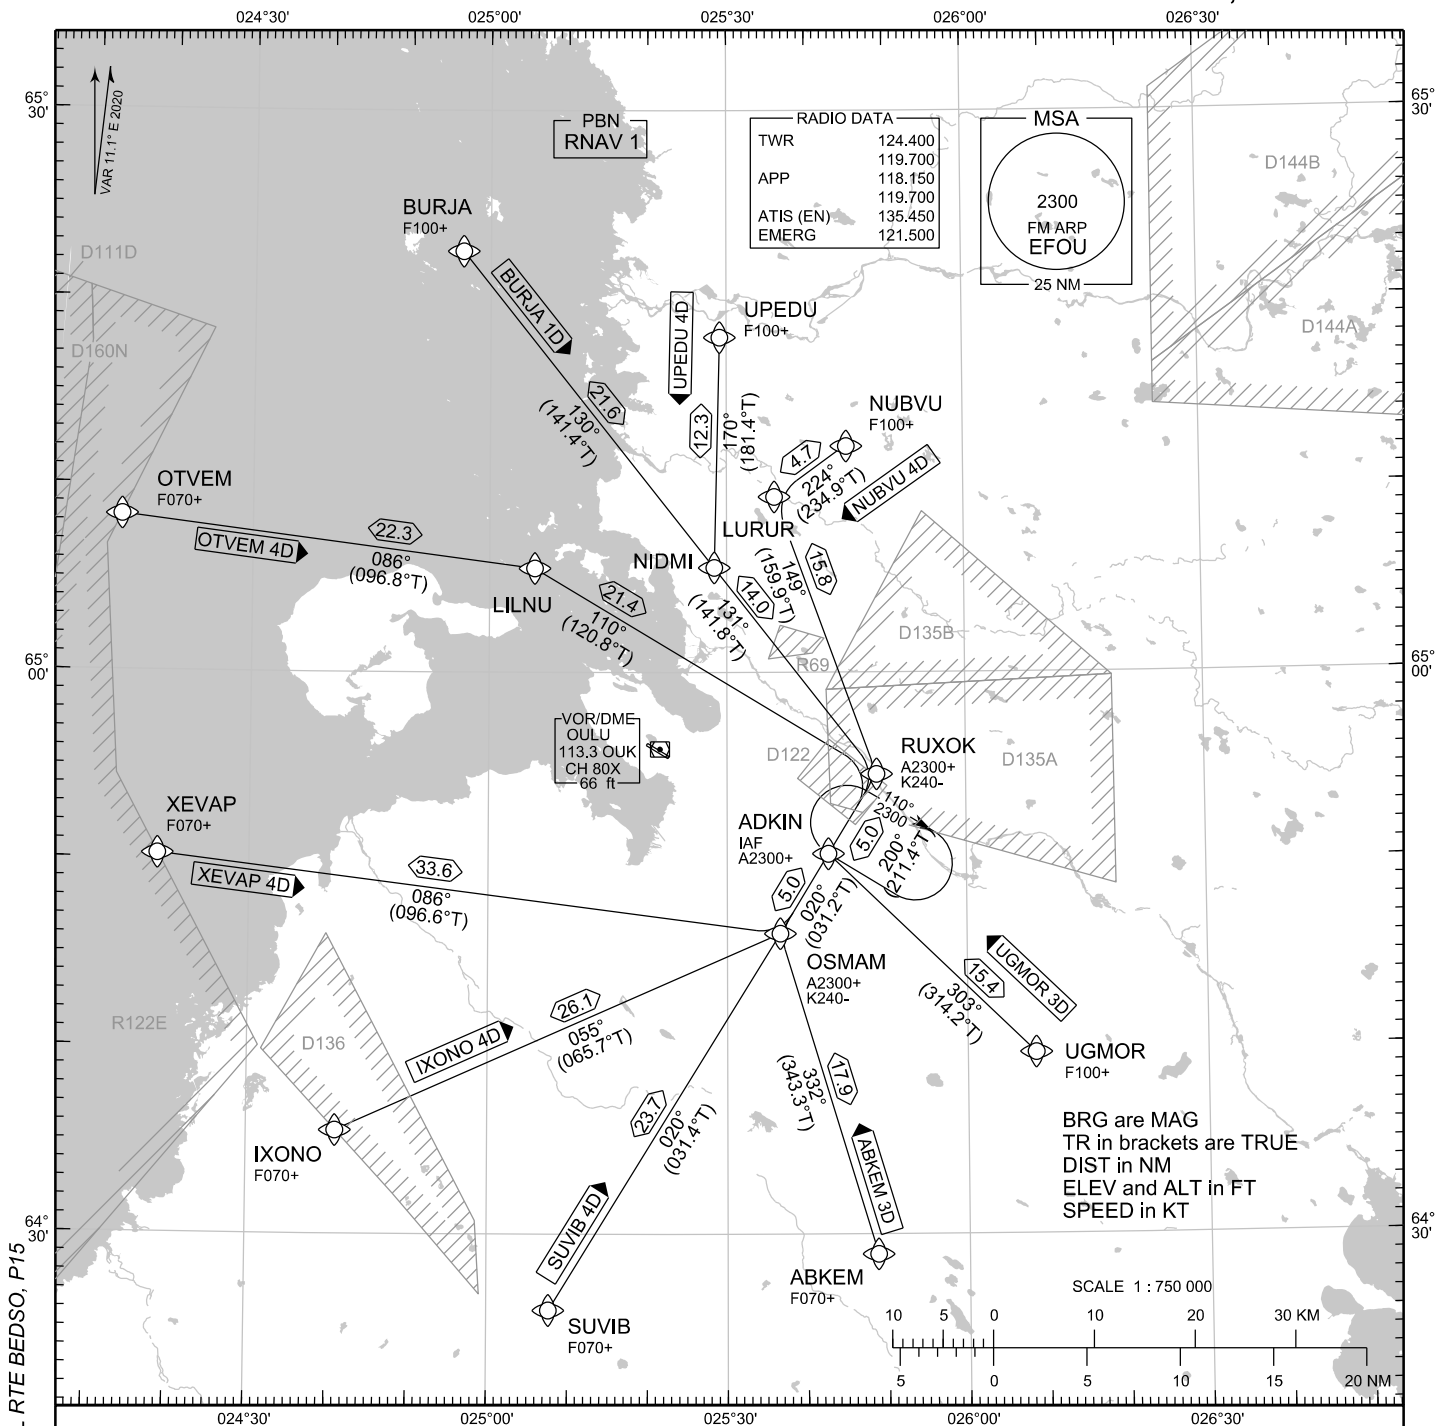 024°30'
025°00'
025°30'
026°00'
026°30'
65°
30'
65°
30'
VAR 11.1° E 2020
PBN
RNAV 1
RADIO DATA
TWR 124.400
119.700
APP 118.150
119.700
ATIS (EN) 135.450
EMERG 121.500
MSA
2300
FM ARP
EFOU
25 NM
D144B
D144A
D111D
D160N
BURJA
F100+
BURJA 1D
21.6
130°
(141.4°T)
UPEDU
F100+
UPEDU 4D
12.3
170°
(181.4°T)
NUBVU
F100+
4.7
224°
(234.9°T)
NUBVU 4D
OTVEM
F070+
OTVEM 4D
22.3
086°
(096.8°T)
LILNU
21.4
110°
(120.8°T)
LURUR
NIDMI
14.0
131°
(141.8°T)
15.8
149°
(159.9°T)
D135B
R69
65°
00'
65°
00'
VOR/DME
OULU
113.3 OUK
CH 80X
66 ft
D122
RUXOK
A2300+
K240-
D135A
XEVAP
F070+
XEVAP 4D
33.6
086°
(096.6°T)
ADKIN
IAF
A2300+
110°
2300
5.0
200°
(211.4°T)
5.0
020°
(031.2°T)
OSMAM
A2300+
K240-
UGMOR 3D
15.4
303°
(314.2°T)
UGMOR
F100+
R122E
D136
IXONO 4D
26.1
055°
(065.7°T)
IXONO
F070+
23.7
020°
(031.4°T)
SUVIB 4D
SUVIB
F070+
17.9
332°
(343.3°T)
ABKEM 3D
ABKEM
F070+
BRG are MAG
TR in brackets are TRUE
DIST in NM
ELEV and ALT in FT
SPEED in KT
64°
30'
64°
30'
SCALE 1 : 750 000
10 5 0 10 20 30 KM
5 0 5 10 15 20 NM
RTE BEDSO, P15
024°30'
025°00'
025°30'
026°00'
026°30'